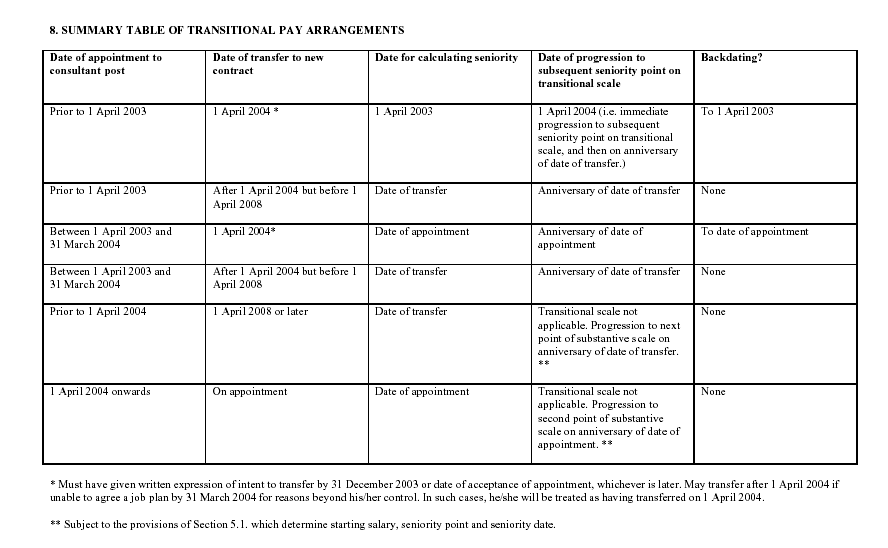 8. SUMMARY TABLE OF TRANSITIONAL PAY ARRANGEMENTS
Date of appointment to
consultant post
Date of transfer to new
contract
Date for calculating seniority
Date of progression to
subsequent seniority point on
transitional scale
Backdating?
Prior to 1 April 2003
1 April 2004 *
1 April 2003
1 April 2004 (i.e. immediate
progression to subsequent
seniority point on transitional
scale, and then on anniversary
of date of transfer.)
To 1 April 2003
Prior to 1 April 2003
After 1 April 2004 but before 1
April 2008
Date of transfer
Anniversary of date of transfer
None
Between 1 April 2003 and
31 March 2004
1 April 2004*
Date of appointment
Anniversary of date of
appointment
To date of appointment
Between 1 April 2003 and
31 March 2004
After 1 April 2004 but before 1
April 2008
Date of transfer
Anniversary of date of transfer
None
Prior to 1 April 2004
1 April 2008 or later
Date of transfer
Transitional scale not
applicable. Progression to next
point of substantive scale on
anniversary of date of transfer.
**
None
1 April 2004 onwards
On appointment
Date of appointment
Transitional scale not
applicable. Progression to
second point of substantive
scale on anniversary of date of
appointment. **
None
* Must have given written expression of intent to transfer by 31 December 2003 or date of acceptance of appointment, whichever is later. May transfer after 1 April 2004 if
unable to agree a job plan by 31 March 2004 for reasons beyond his/her control. In such cases, he/she will be treated as having transferred on 1 April 2004.
** Subject to the provisions of Section 5.1. which determine starting salary, seniority point and seniority date.